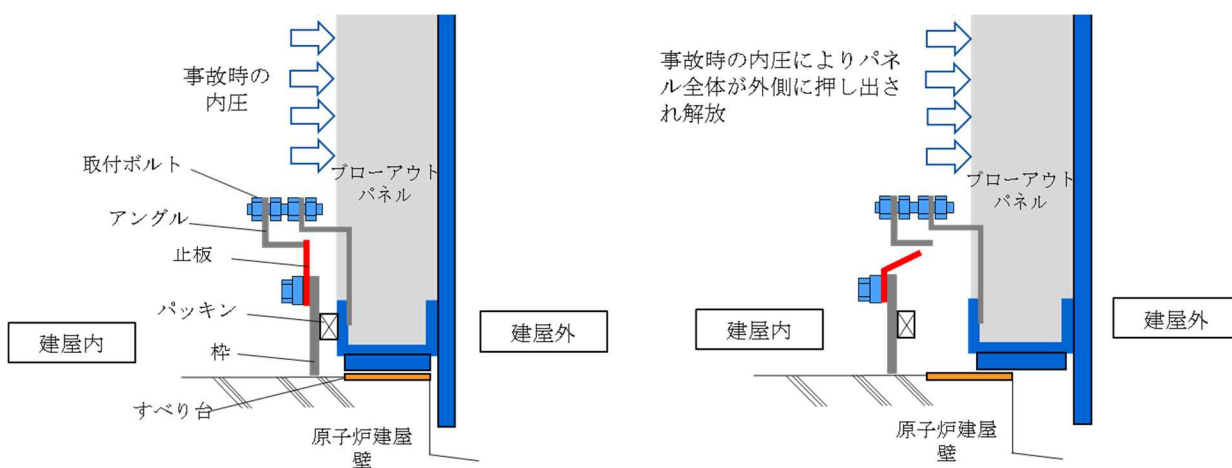 事故時の
内圧
取付ボルト
アングル
止板
パッキン
枠
すべり台
ブローアウト
パネル
建屋内
建屋外
原子炉建屋
壁
事故時の内圧によりパネ
ル全体が外側に押し出さ
れ解放
ブローアウト
パネル
建屋内
建屋外
原子炉建屋
壁